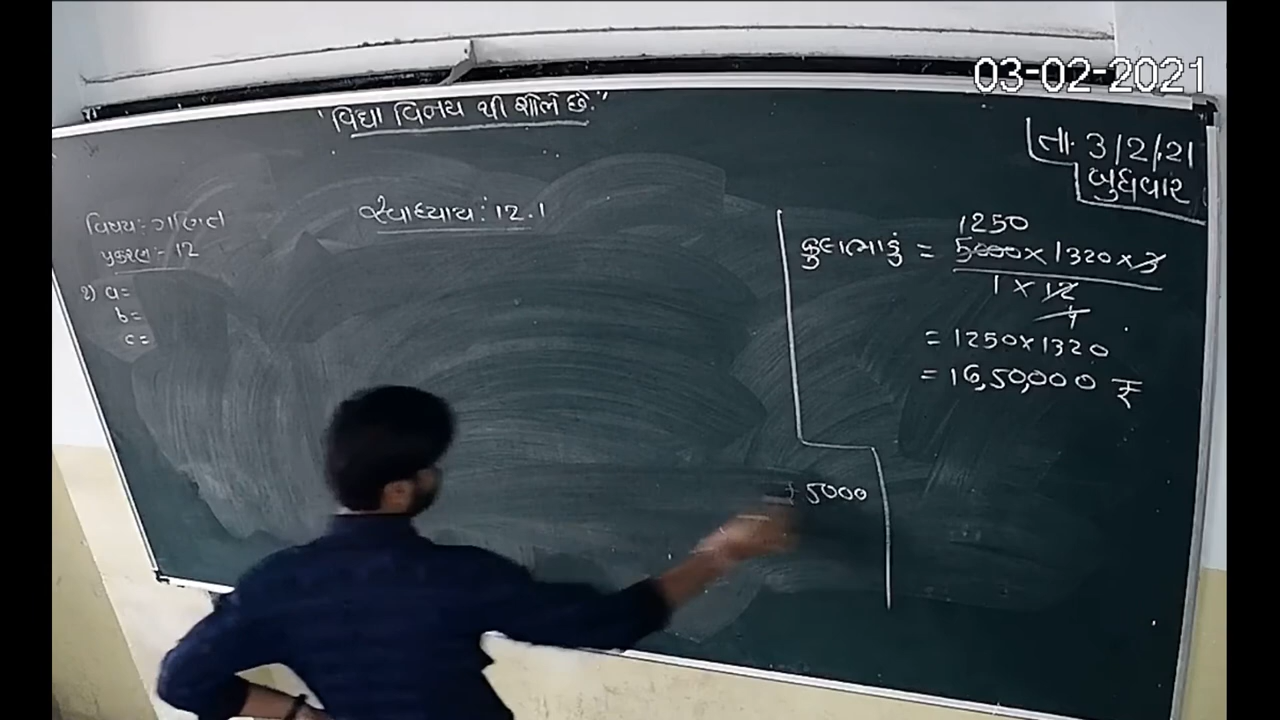 03-02-2021
"વિદ્યા વિનય થી શોભે છે."
તા. 3/2/21
બુધવાર
વિષય:- ગણિત
પ્રકરણ:- 12
સ્વાધ્યાય: 12.1
2) a=
b=
c=
1250
કુલ ભાડું = 5000 x 1320 x 3
1 x 12
4
= 1250 x 1320
= 16,50,000 ₹
5000